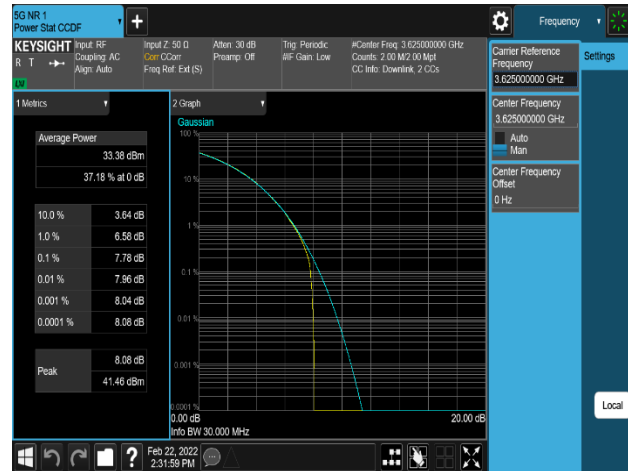 5G NR 1
Power Stat CCDF
Frequency
KEYSIGHT
R T
LNI
Input: RF
Coupling: AC
Align: Auto
Input Z: 50 Ω
Corr CCorr
Freq Ref: Ext (S)
Atten: 30 dB
Preamp: Off
Trig: Periodic
#IF Gain: Low
#Center Freq: 3.625000000 GHz
Counts: 2.00 M/2.00 Mpt
CC Info: Downlink, 2 CCs
Carrier Reference
Frequency
3.625000000 GHz
Settings
Center Frequency
3.625000000 GHz
Auto
Man
Center Frequency
Offset
0 Hz
Local
1 Metrics
Average Power
33.38 dBm
37.18 % at 0 dB
10.0 % 3.64 dB
1.0 % 6.58 dB
0.1 % 7.78 dB
0.01 % 7.96 dB
0.001 % 8.04 dB
0.0001 % 8.08 dB
Peak
8.08 dB
41.46 dBm
2 Graph
Gaussian
100 %
10 %
1 %
0.1 %
0.01 %
0.001 %
0.0001 %
0.00 dB 20.00 dB
Info BW 30.000 MHz
?
Feb 22, 2022
2:31:59 PM